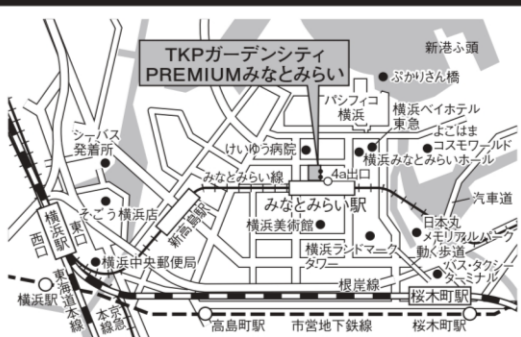 TKPガーデンシティ
PREMIUMみなとみらい
新港ふ頭
ぷかりさん橋
パシフィコ
横浜
横浜ベイホテル
東急
シーバス
発着所
けいゆう病院
よこはま
コスモワールド
横浜みなとみらいホール
みなとみらい線
4a出口
汽車道
そごう横浜店
みなとみらい駅
新高島駅
横浜駅
東口
西口
横浜美術館
日本丸
メモリアルパーク
動く歩道
横浜ランドマーク
タワー
横浜中央郵便局
バス・タクシー
ターミナル
根岸線
東海道本線
京急本線
桜木町駅
横浜駅
高島町駅
市営地下鉄線
桜木町駅